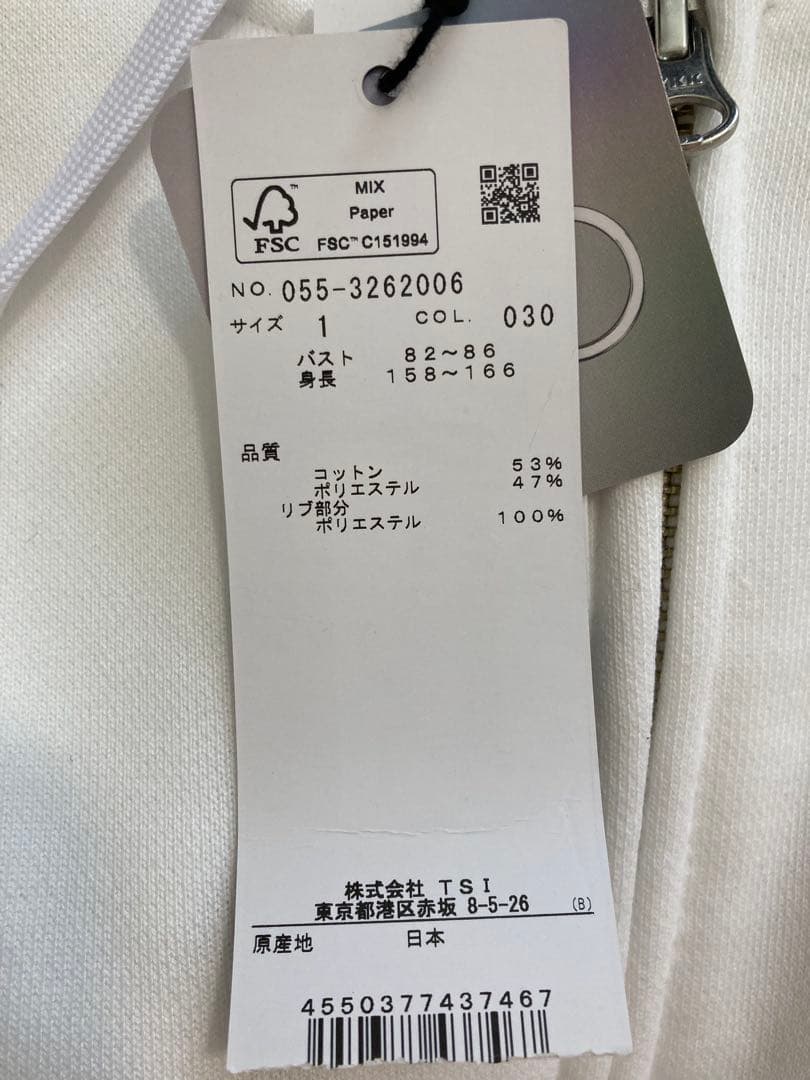 YKK
MIX
Paper
FSC™ C151994
FSC
NO. 055-3262006
サイズ 1 COL. 030
バスト 82～86
身長 158～166
品質
コットン 53%
ポリエステル 47%
リブ部分
ポリエステル 100%
株式会社 TSI
東京都港区赤坂 8-5-26 (B)
原産地 日本
4550377437467